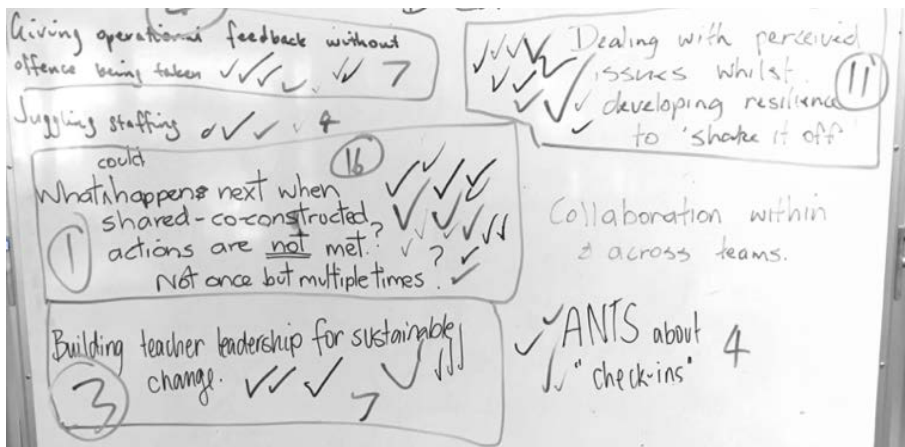 Giving operational feedback without
offence being taken 7
Juggling staffing 4
16
could
What happens next when
shared-co-constructed
actions are not met. ?
Not once but multiple times. ?
1
Building teacher leadership for sustainable
change. 7
3
Dealing with perceived
issues whilst
developing resilience
to 'shake it off'
11
Collaboration within
& across teams.
ANTS about
"check-ins"
4